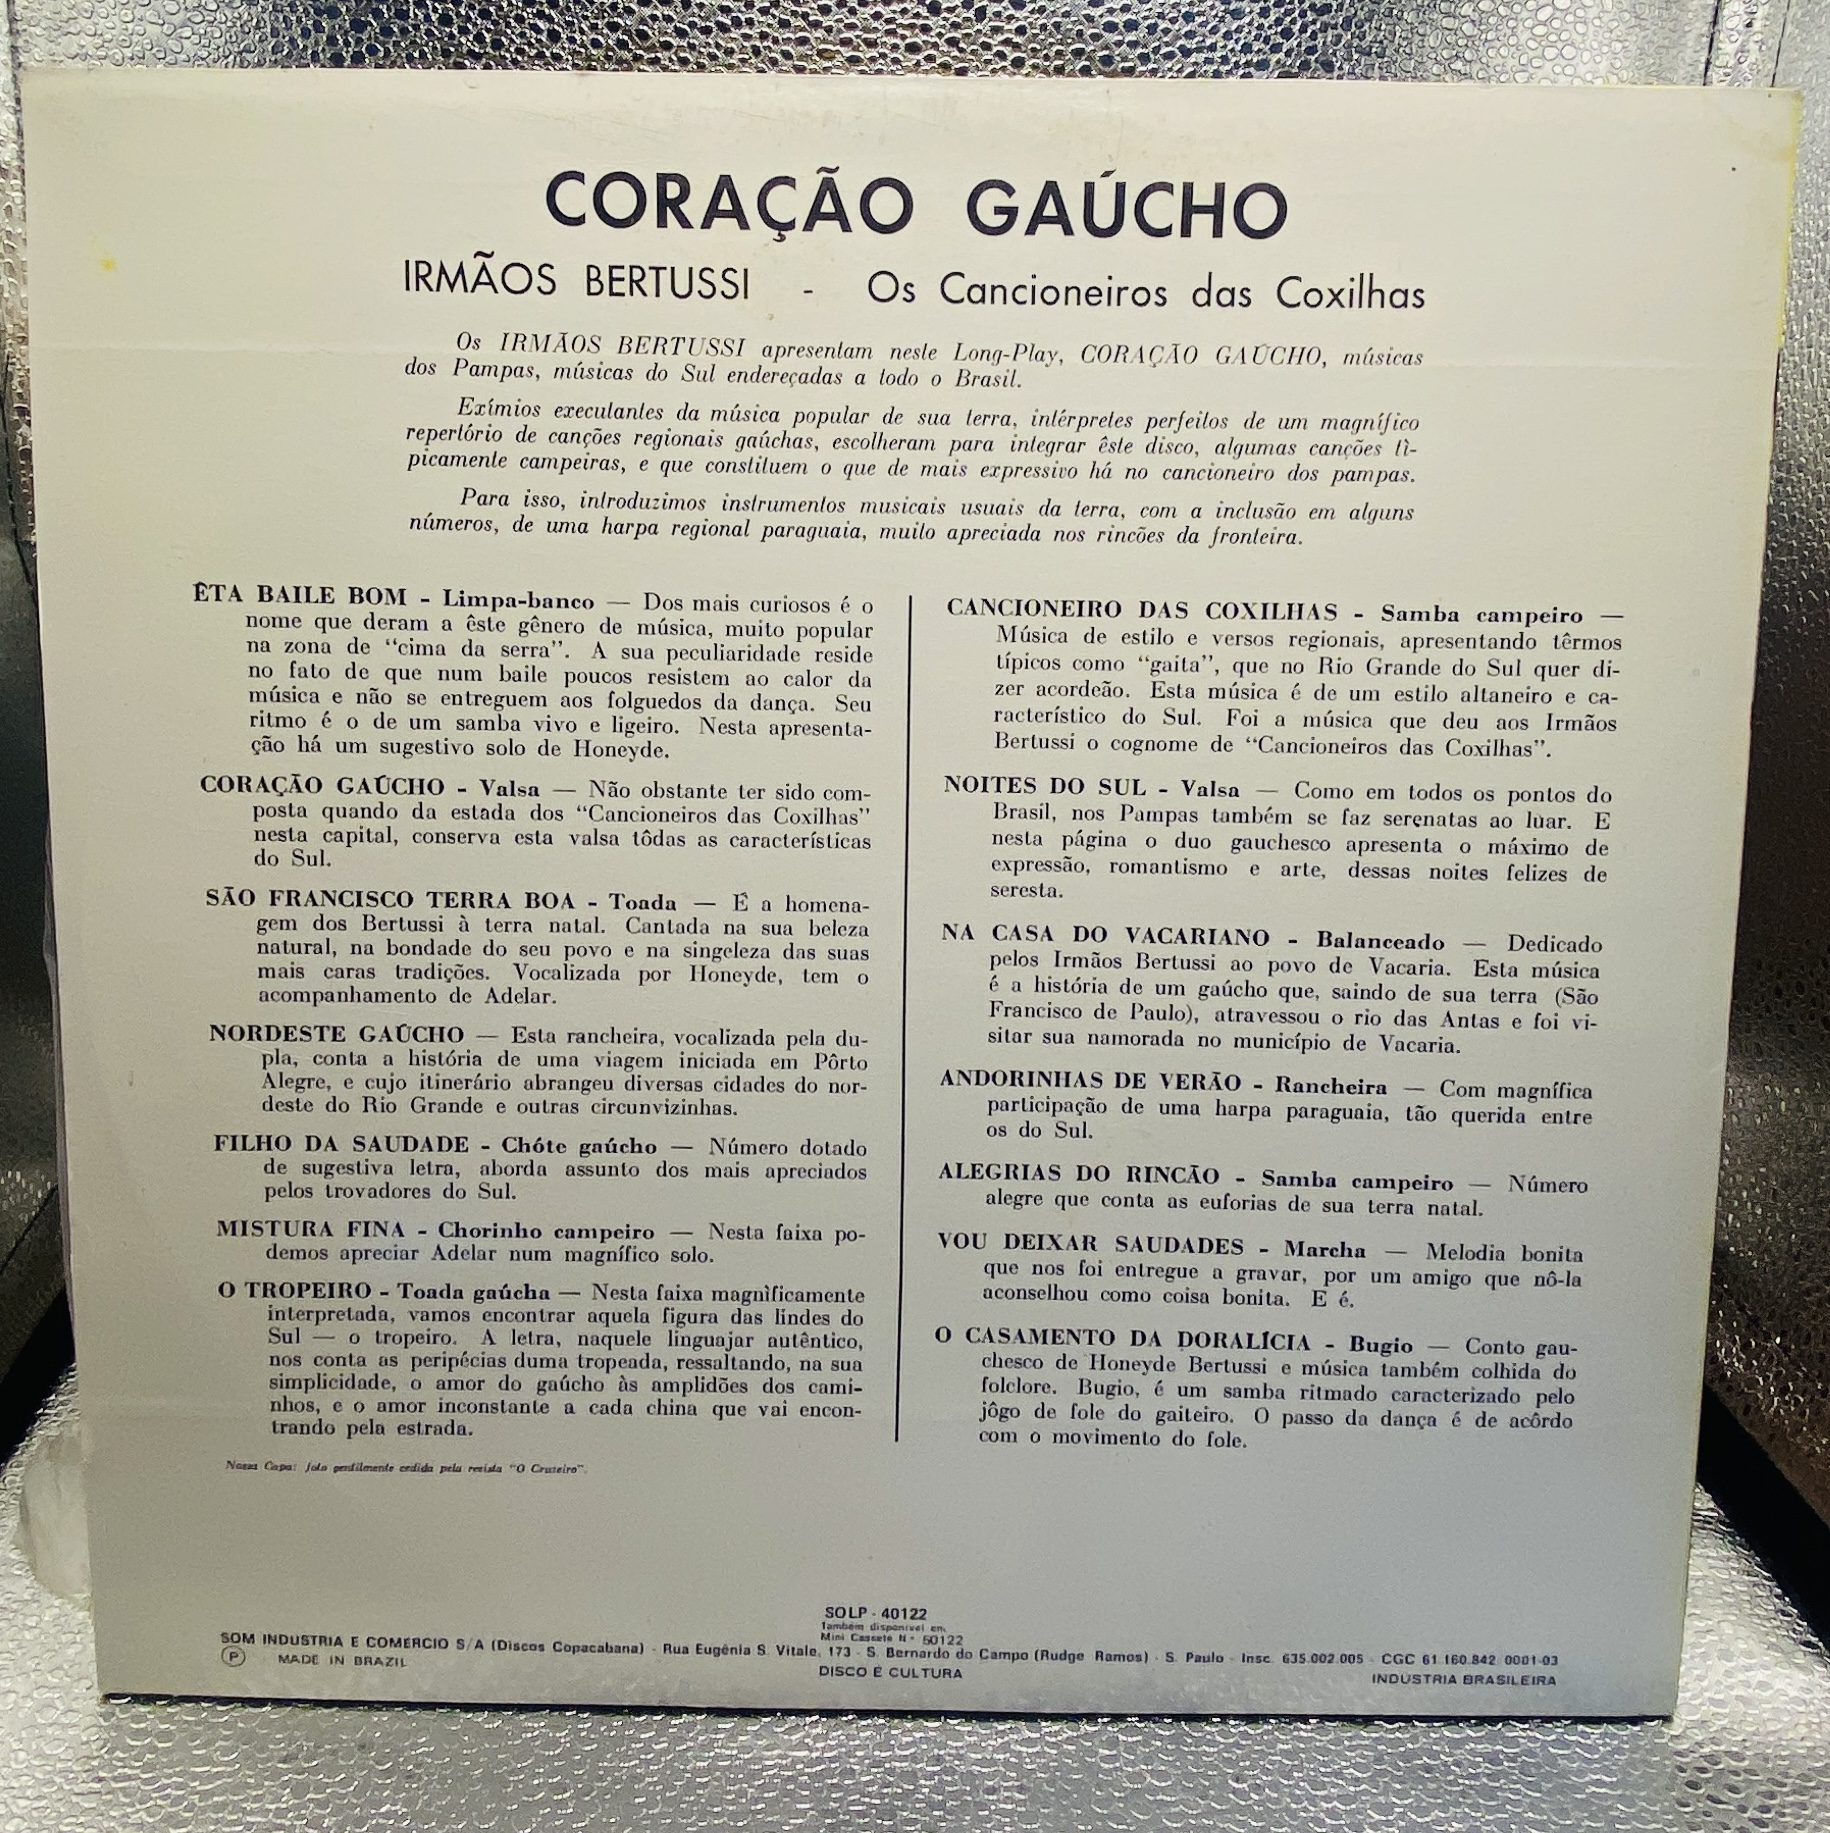 CORAÇÃO GAÚCHO
IRMÃOS BERTUSSI - Os Cancioneiros das Coxilhas
Os IRMÃOS BERTUSSI apresentam neste Long-Play, CORAÇÃO GAÚCHO, músicas
dos Pampas, músicas do Sul endereçadas a todo o Brasil.
Exímios executantes da música popular de sua terra, intérpretes perfeitos de um magnífico
repertório de canções regionais gaúchas, escolheram para integrar êste disco, algumas canções tì-
picamente campeiras, e que constituem o que de mais expressivo há no cancioneiro dos pampas.
Para isso, introduzimos instrumentos musicais usuais da terra, com a inclusão em alguns
números, de uma harpa regional paraguaia, muito apreciada nos rincões da fronteira.
ÊTA BAILE BOM - Limpa-banco — Dos mais curiosos é o
nome que deram a êste gênero de música, muito popular
na zona de “cima da serra”. A sua peculiaridade reside
no fato de que num baile poucos resistem ao calor da
música e não se entreguem aos folguedos da dança. Seu
ritmo é o de um samba vivo e ligeiro. Nesta apresenta-
ção há um sugestivo solo de Honeyde.
CORAÇÃO GAÚCHO - Valsa — Não obstante ter sido com-
posta quando da estada dos “Cancioneiros das Coxilhas”
nesta capital, conserva esta valsa tôdas as características
do Sul.
SÃO FRANCISCO TERRA BOA - Toada — É a homena-
gem dos Bertussi à terra natal. Cantada na sua beleza
natural, na bondade do seu povo e na singeleza das suas
mais caras tradições. Vocalizada por Honeyde, tem o
acompanhamento de Adelar.
NORDESTE GAÚCHO — Esta rancheira, vocalizada pela du-
pla, conta a história de uma viagem iniciada em Pôrto
Alegre, e cujo itinerário abrangeu diversas cidades do nor-
deste do Rio Grande e outras circunvizinhas.
FILHO DA SAUDADE - Chóte gaúcho — Número dotado
de sugestiva letra, aborda assunto dos mais apreciados
pelos trovadores do Sul.
MISTURA FINA - Chorinho campeiro — Nesta faixa po-
demos apreciar Adelar num magnífico solo.
O TROPEIRO - Toada gaúcha — Nesta faixa magnìficamente
interpretada, vamos encontrar aquela figura das lindes do
Sul — o tropeiro. A letra, naquele linguajar autêntico,
nos conta as peripécias duma tropeada, ressaltando, na sua
simplicidade, o amor do gaúcho às amplidões dos cami-
nhos, e o amor inconstante a cada china que vai encon-
trando pela estrada.
Nossa Capa: foto gentilmente cedida pela revista “O Cruzeiro”.
CANCIONEIRO DAS COXILHAS - Samba campeiro —
Música de estilo e versos regionais, apresentando têrmos
típicos como “gaita”, que no Rio Grande do Sul quer di-
zer acordeão. Esta música é de um estilo altaneiro e ca-
racterístico do Sul. Foi a música que deu aos Irmãos
Bertussi o cognome de “Cancioneiros das Coxilhas”.
NOITES DO SUL - Valsa — Como em todos os pontos do
Brasil, nos Pampas também se faz serenatas ao luar. E
nesta página o duo gauchesco apresenta o máximo de
expressão, romantismo e arte, dessas noites felizes de
seresta.
NA CASA DO VACARIANO - Balanceado — Dedicado
pelos Irmãos Bertussi ao povo de Vacaria. Esta música
é a história de um gaúcho que, saindo de sua terra (São
Francisco de Paulo), atravessou o rio das Antas e foi vi-
sitar sua namorada no município de Vacaria.
ANDORINHAS DE VERÃO - Rancheira — Com magnífica
participação de uma harpa paraguaia, tão querida entre
os do Sul.
ALEGRIAS DO RINCÃO - Samba campeiro — Número
alegre que conta as euforias de sua terra natal.
VOU DEIXAR SAUDADES - Marcha — Melodia bonita
que nos foi entregue a gravar, por um amigo que nô-la
aconselhou como coisa bonita. E é.
O CASAMENTO DA DORALÍCIA - Bugio — Conto gau-
chesco de Honeyde Bertussi e música também colhida do
folclore. Bugio, é um samba ritmado caracterizado pelo
jôgo de fole do gaiteiro. O passo da dança é de acôrdo
com o movimento do fole.
SOLP - 40122
Também disponível em,
Mini Cassete N° 50122
SOM INDUSTRIA E COMERCIO S/A (Discos Copacabana) - Rua Eugênia S. Vitale, 173 - S. Bernardo do Campo (Rudge Ramos) - S. Paulo - Insc. 635.002.005 - CGC 61.160.842/0001-03
P MADE IN BRAZIL
DISCO É CULTURA
INDÚSTRIA BRASILEIRA